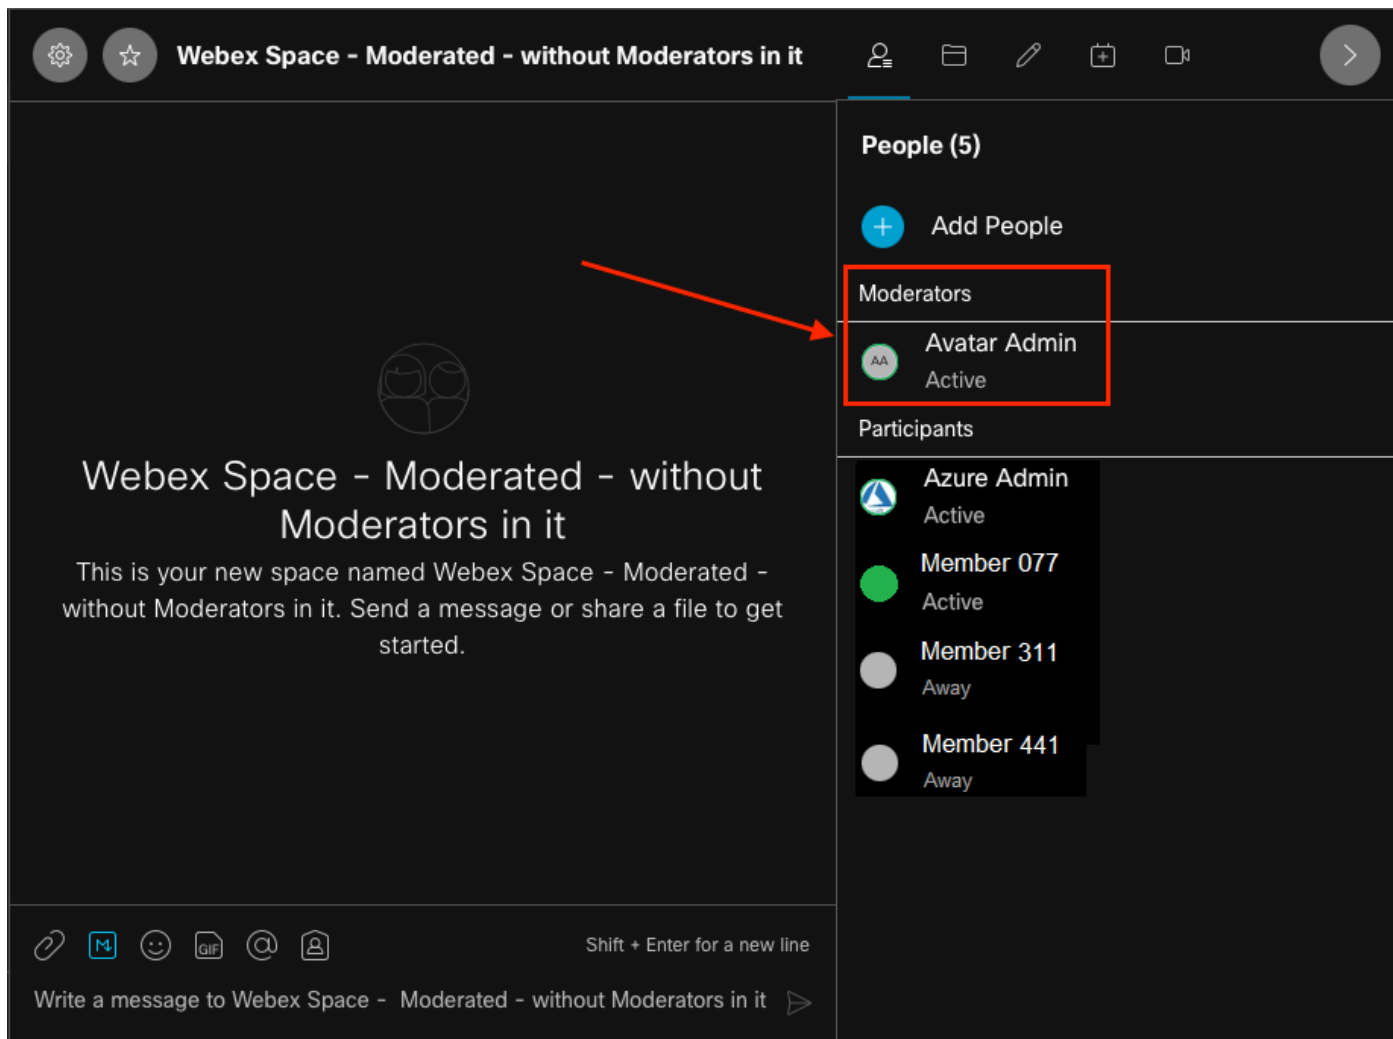 Webex Space - Moderated - without Moderators in it
People (5)
Add People
Moderators
AA
Avatar Admin
Active
Participants
Azure Admin
Active
Member 077
Active
Member 311
Away
Member 441
Away
Webex Space - Moderated - without
Moderators in it
This is your new space named Webex Space - Moderated -
without Moderators in it. Send a message or share a file to get
started.
GIF
Shift + Enter for a new line
Write a message to Webex Space - Moderated - without Moderators in it